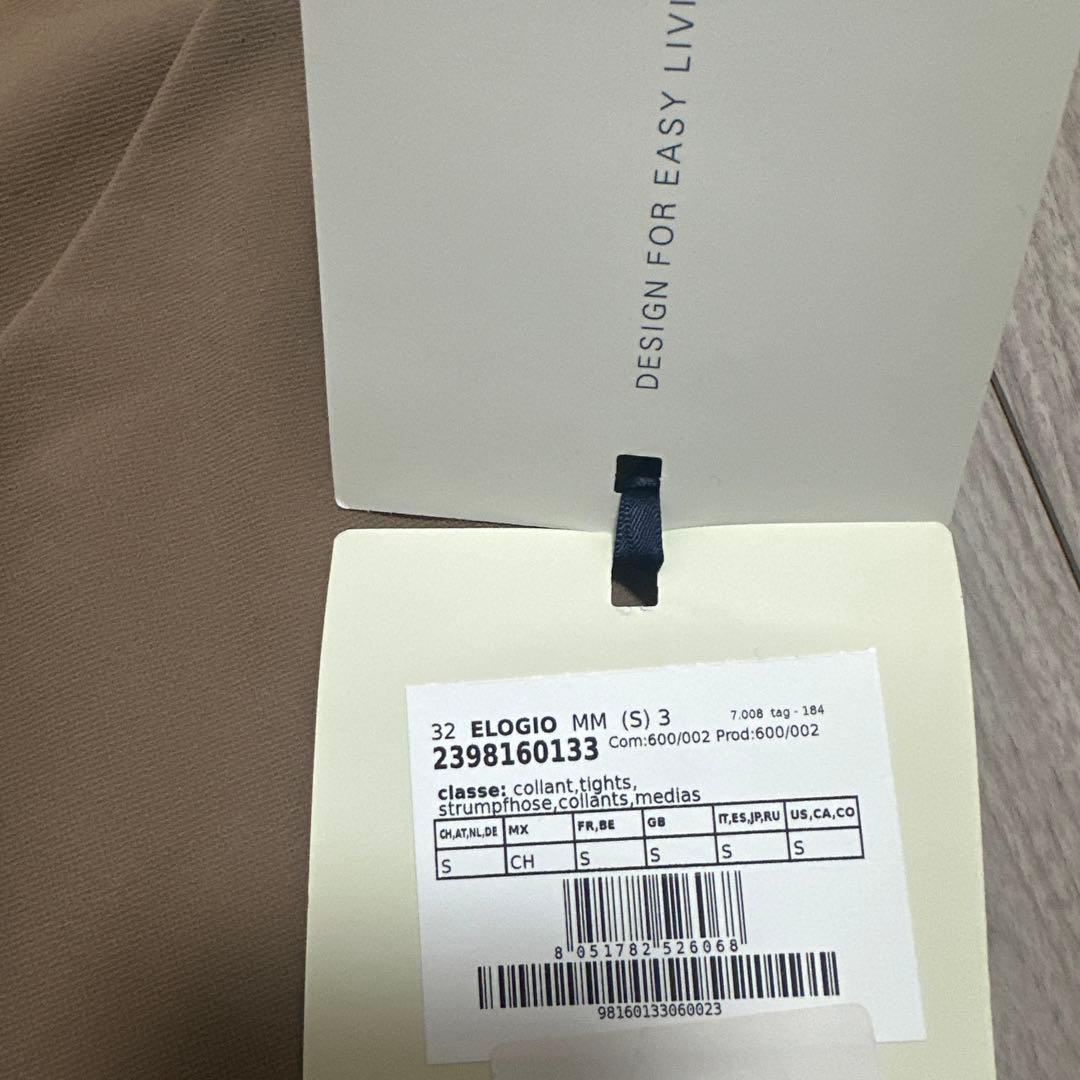 DESIGN FOR EASY LIVI
32 ELOGIO MM (S) 3 7.008 tag - 184
2398160133 Com:600/002 Prod:600/002
classe: collant,tights,
strumpfhose,collants,medias
CH,AT,NL,DE MX FR,BE GB IT,ES,JP,RU US,CA,CO
S CH S S S S
8 051782 526068
98160133060023